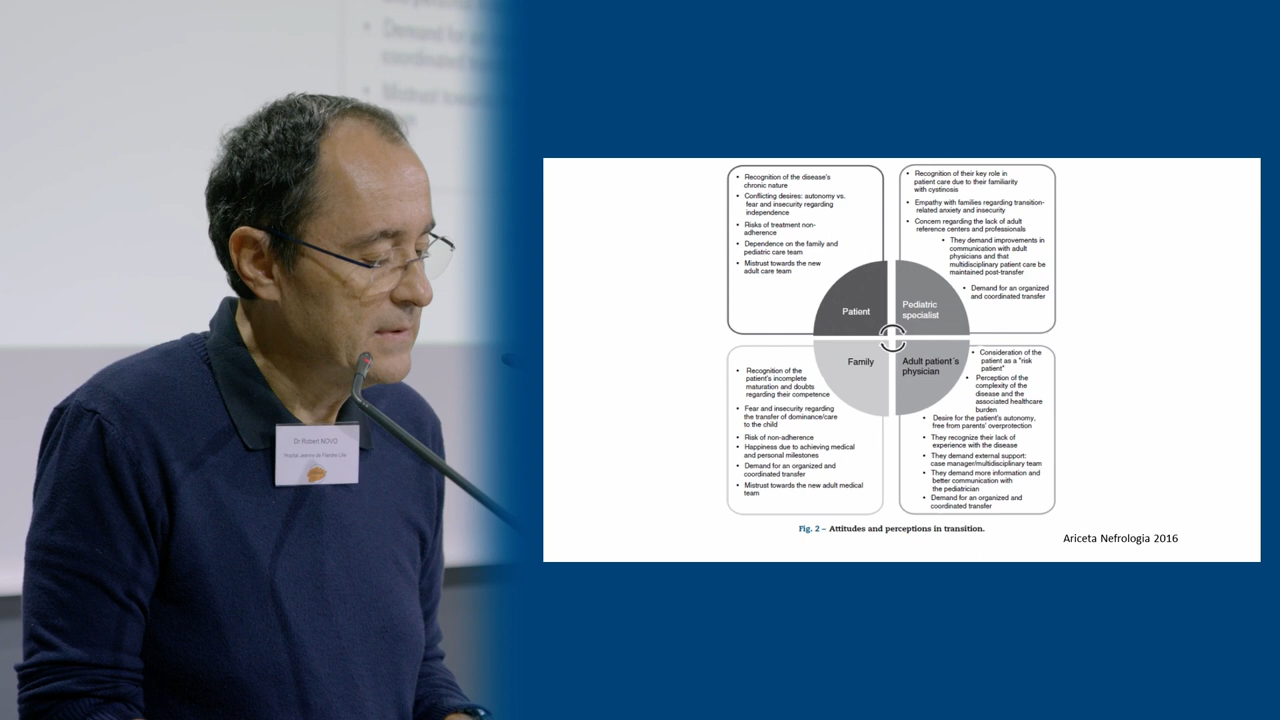 Demand for an
coordinated
Mistrust towards
Dr Robert NOVO
Hopital Jeanne de Flandre Lille
• Recognition of the disease's
chronic nature
• Conflicting desires: autonomy vs.
fear and insecurity regarding
independence
• Risks of treatment non-
adherence
• Dependence on the family and
pediatric care team
• Mistrust towards the new
adult care team
Patient
• Recognition of their key role in
patient care due to their familiarity
with cystinosis
• Empathy with families regarding transition-
related anxiety and insecurity
• Concern regarding the lack of adult
reference centers and professionals
• They demand improvements in
communication with adult
physicians and that
multidisciplinary patient care be
maintained post-transfer
• Demand for an organized
and coordinated transfer
Pediatric
specialist
Family
• Recognition of the
patient's incomplete
maturation and doubts
regarding their competence
• Fear and insecurity regarding
the transfer of dominance/care
to the child
• Risk of non-adherence
• Happiness due to achieving medical
and personal milestones
• Demand for an organized and
coordinated transfer
• Mistrust towards the new adult medical
team
Adult patient´s
physician
• Consideration of the
patient as a "risk
patient"
• Perception of the
complexity of the
disease and the
associated healthcare
burden
• Desire for the patient's autonomy,
free from parents' overprotection
• They recognize their lack of
experience with the disease
• They demand external support:
case manager/multidisciplinary team
• They demand more information and
better communication with
the pediatrician
• Demand for an organized and
coordinated transfer
Fig. 2 – Attitudes and perceptions in transition.
Ariceta Nefrologia 2016